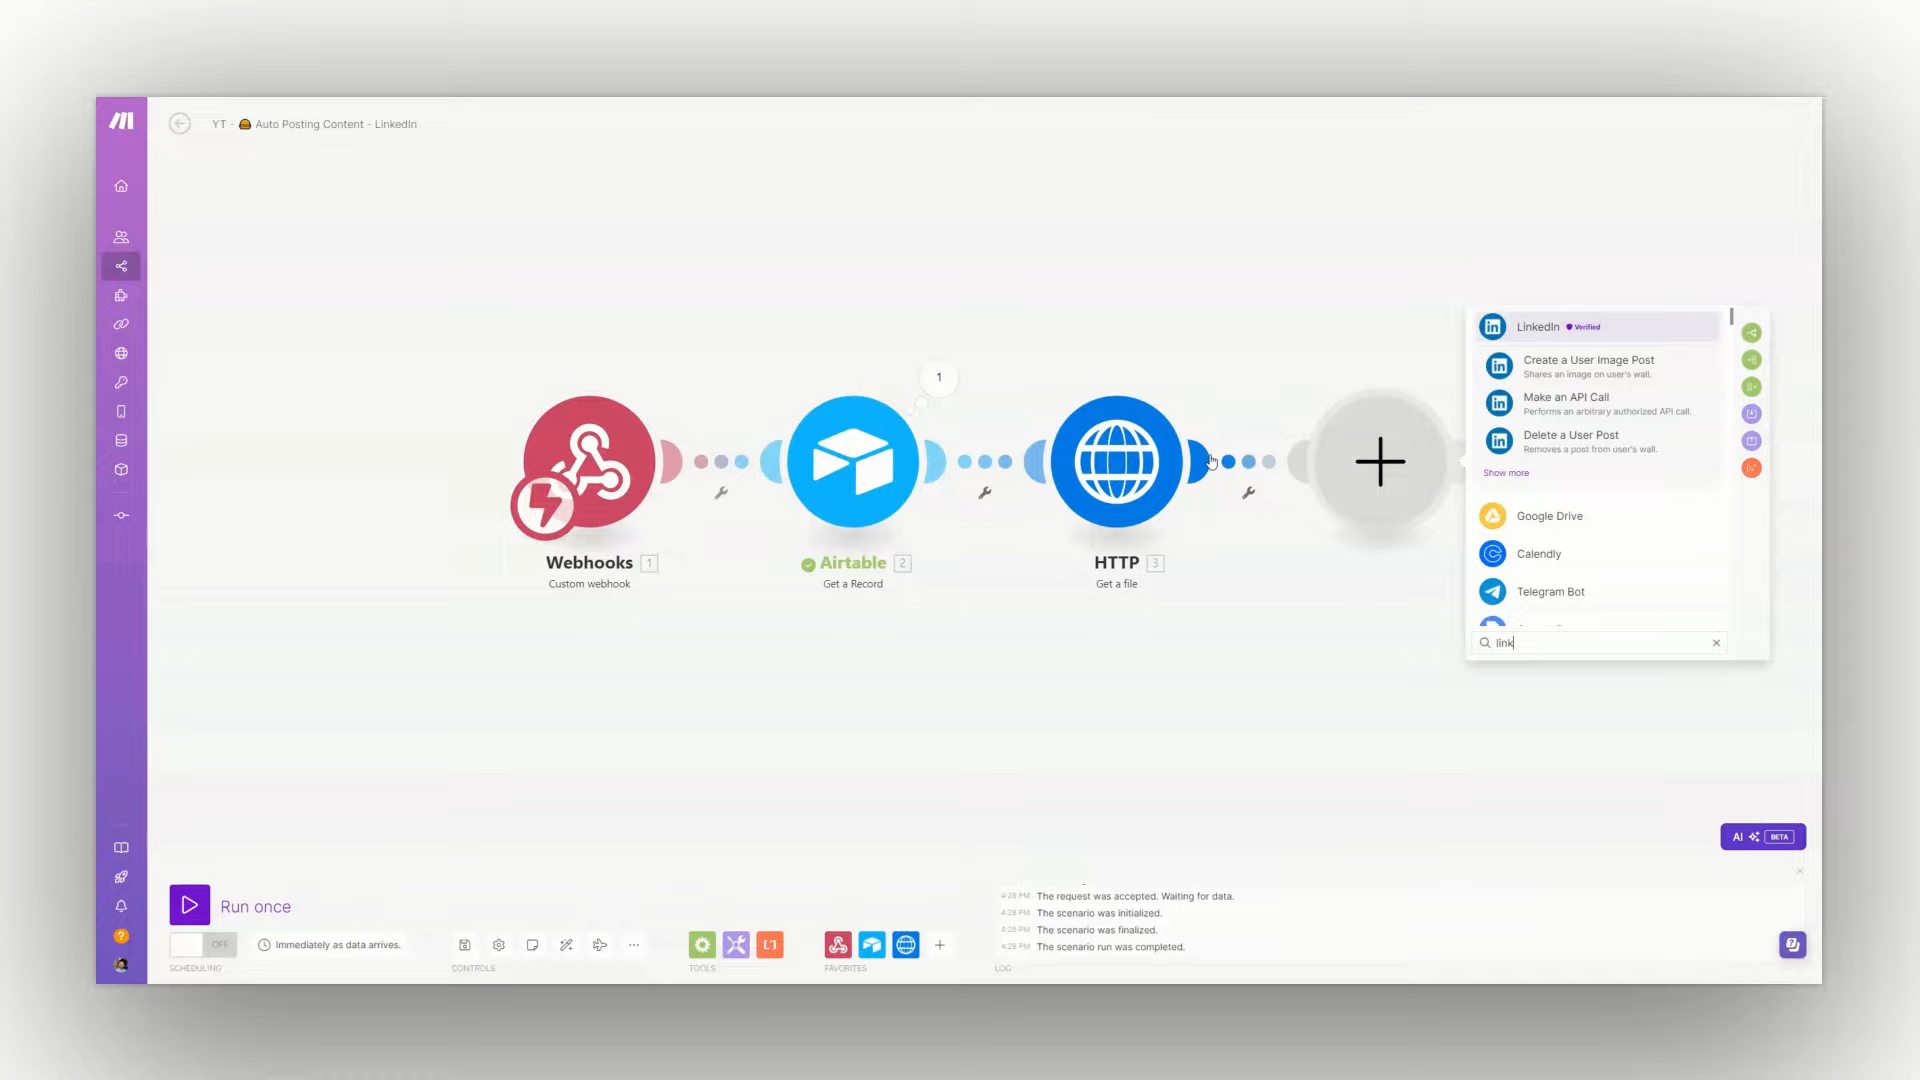 YT - 🍔 Auto Posting Content - LinkedIn
1
Webhooks 1
Custom webhook
Airtable 2
Get a Record
HTTP 3
Get a file
LinkedIn Verified
Create a User Image Post
Shares an image on user's wall.
Make an API Call
Performs an arbitrary authorized API call.
Delete a User Post
Removes a post from user's wall.
Show more
Google Drive
Calendly
Telegram Bot
link
AI BETA
Run once
OFF
Immediately as data arrives.
SCHEDULING
CONTROLS
TOOLS
FAVORITES
4:28 PM The request was accepted. Waiting for data.
4:28 PM The scenario was initialized.
4:28 PM The scenario was finalized.
4:28 PM The scenario run was completed.
LOG